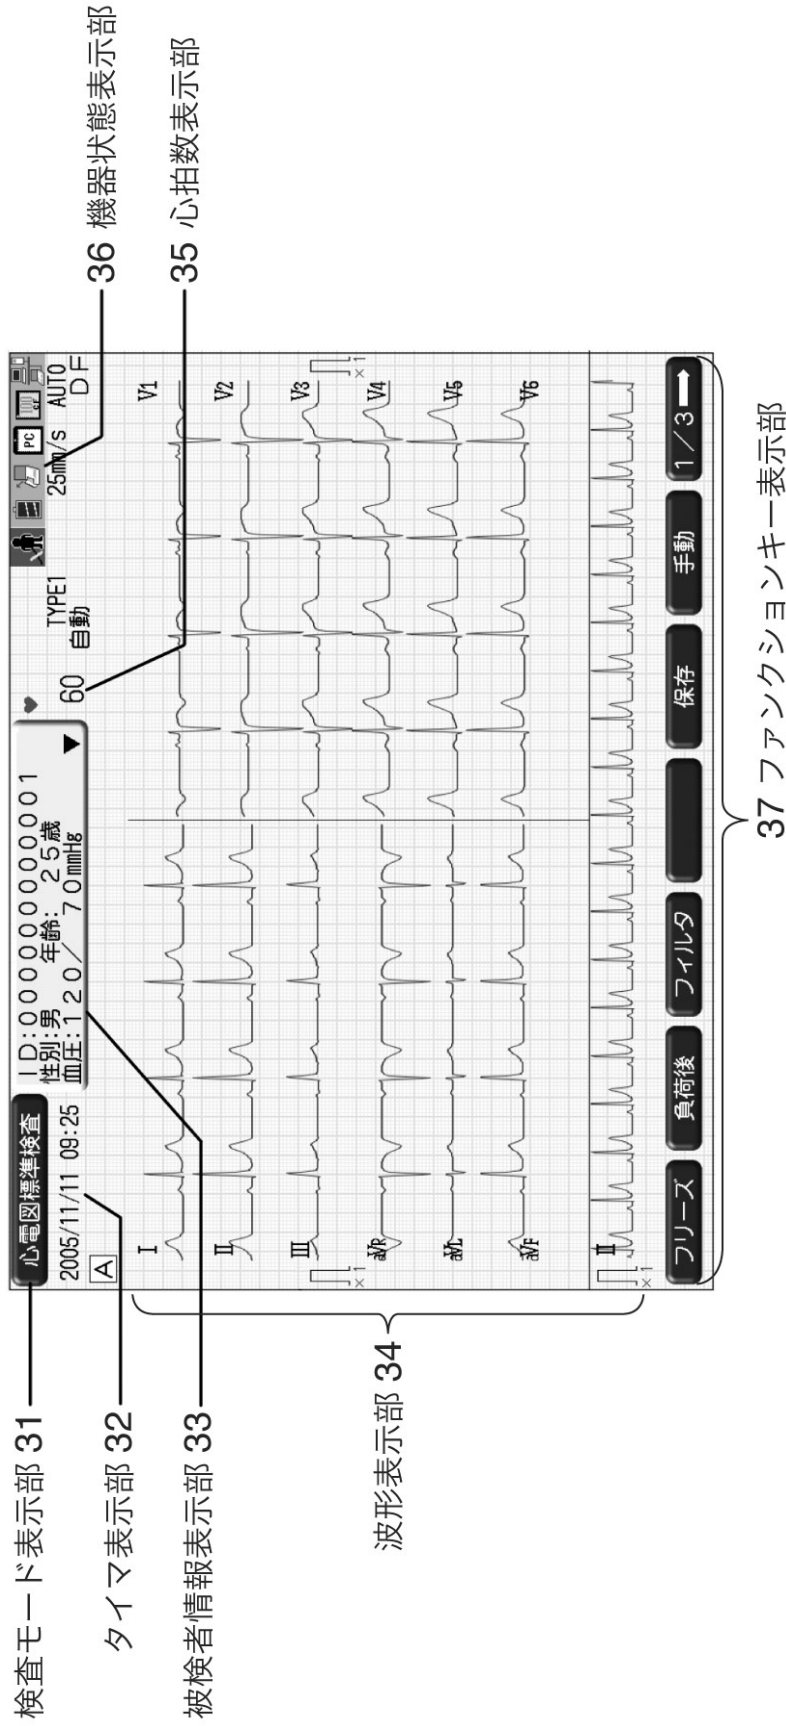 検査モード表示部 31
タイマ表示部 32
被検者情報表示部 33
波形表示部 34
35 心拍数表示部
36 機器状態表示部
37 ファンクションキー表示部
心電図標準検査
2005/11/11 09:25
A
ID:0000000000001
性別:男 年齢: 25歳
血圧:120/ 70mmHg
▼
♥
60
TYPE1
自動
PC
25mm/s AUTO
DF
I
II
III
aVR
aVL
aVF
×1
V1
V2
V3
V4
V5
V6
×1
II
×1
フリーズ
負荷後
フィルタ
保存
手動
1/3➡